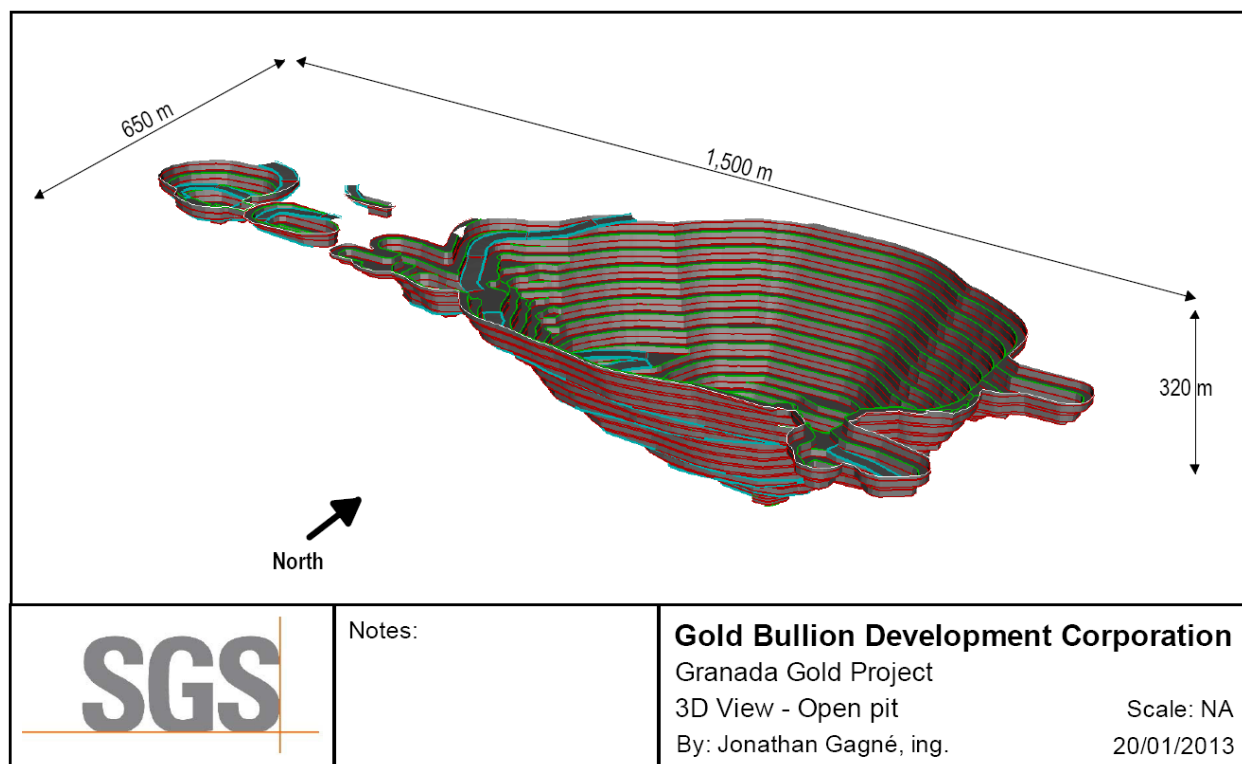 650 m
1,500 m
320 m
North
SGS
Notes:
Gold Bullion Development Corporation
Granada Gold Project
3D View - Open pit
Scale: NA
By: Jonathan Gagné, ing.
20/01/2013